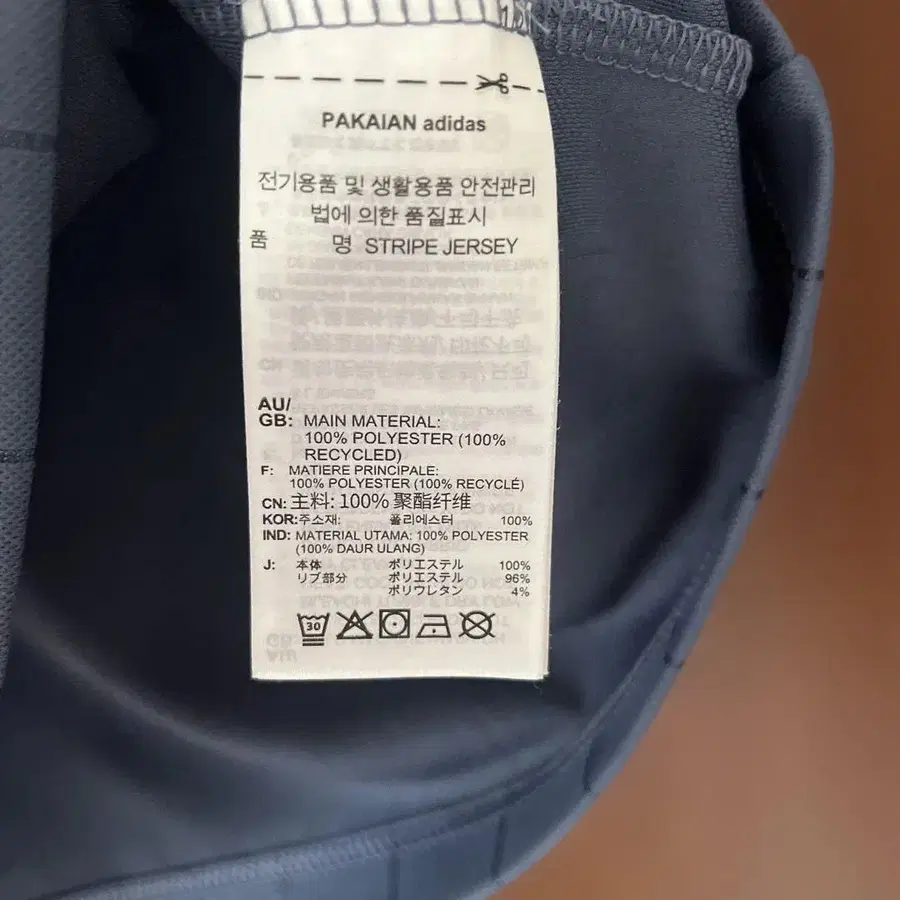 PAKAIAN adidas
전기용품 및 생활용품 안전관리
법에 의한 품질표시
품 명 STRIPE JERSEY
AU/
GB: MAIN MATERIAL:
100% POLYESTER (100%
RECYCLED)
F: MATIERE PRINCIPALE:
100% POLYESTER (100% RECYCLÉ)
CN: 主料: 100% 聚酯纤维
KOR: 주소재: 폴리에스터 100%
IND: MATERIAL UTAMA: 100% POLYESTER
(100% DAUR ULANG)
J: 本体 ポリエステル 100%
リブ部分 ポリエステル 96%
ポリウレタン 4%
30